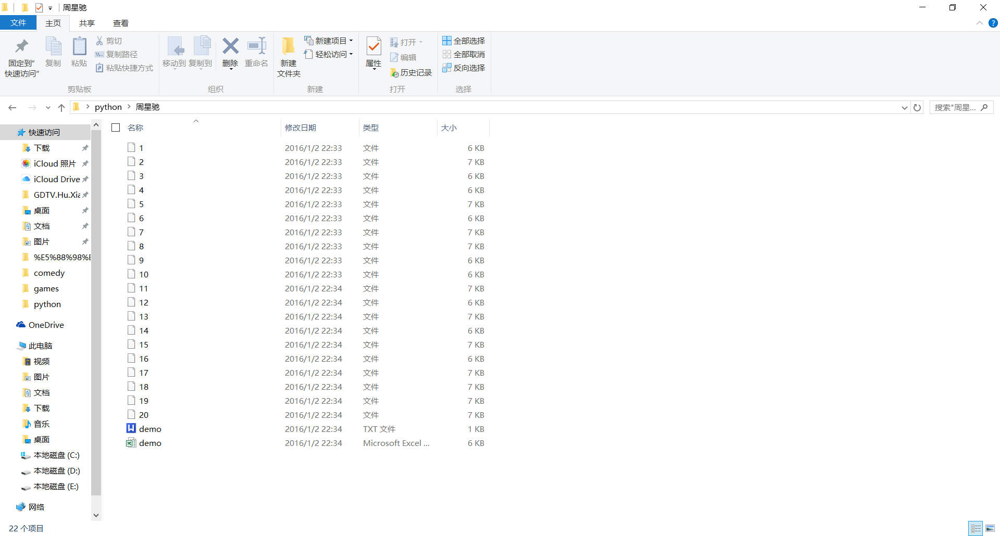 周星驰
文件 主页 共享 查看
固定到"快速访问" 复制 粘贴 剪切 复制路径 粘贴快捷方式
移动到 复制到 删除 重命名
新建文件夹 新建项目 轻松访问
属性 打开 编辑 历史记录
全部选择 全部取消 反向选择
剪贴板 组织 新建 打开 选择
python 周星驰
搜索"周星...
名称 修改日期 类型 大小
1 2016/1/2 22:33 文件 6 KB
2 2016/1/2 22:33 文件 7 KB
3 2016/1/2 22:33 文件 6 KB
4 2016/1/2 22:33 文件 6 KB
5 2016/1/2 22:33 文件 7 KB
6 2016/1/2 22:33 文件 6 KB
7 2016/1/2 22:33 文件 7 KB
8 2016/1/2 22:33 文件 7 KB
9 2016/1/2 22:33 文件 6 KB
10 2016/1/2 22:33 文件 6 KB
11 2016/1/2 22:34 文件 7 KB
12 2016/1/2 22:34 文件 6 KB
13 2016/1/2 22:34 文件 7 KB
14 2016/1/2 22:34 文件 6 KB
15 2016/1/2 22:34 文件 7 KB
16 2016/1/2 22:34 文件 6 KB
17 2016/1/2 22:34 文件 7 KB
18 2016/1/2 22:34 文件 7 KB
19 2016/1/2 22:34 文件 7 KB
20 2016/1/2 22:34 文件 7 KB
demo 2016/1/2 22:34 TXT 文件 1 KB
demo 2016/1/2 22:34 Microsoft Excel ... 6 KB
快速访问
下载
iCloud 照片
iCloud Drive
GDTV.Hu.Xia
桌面
文档
图片
%E5%88%98%E
comedy
games
python
OneDrive
此电脑
视频
图片
文档
下载
音乐
桌面
本地磁盘 (C:)
本地磁盘 (D:)
本地磁盘 (E:)
网络
22 个项目